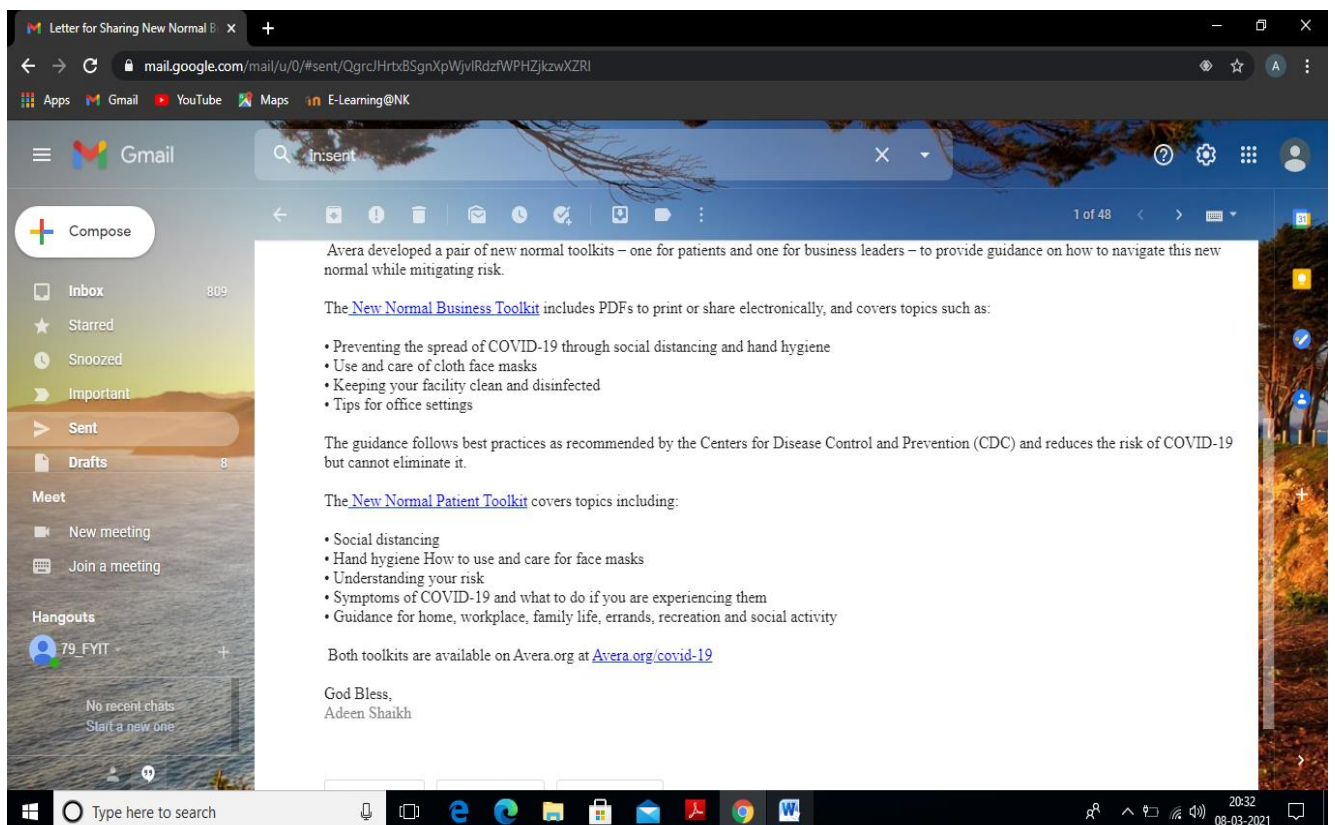 Letter for Sharing New Normal B
mail.google.com/mail/u/0/#sent/QgrcJHrtxBSgnXpWjvlRdzfWPHZjkzwXZRl
A
Apps Gmail YouTube Maps E-Learning@NK
Gmail
in:sent
Compose
1 of 48
31
Inbox 809
Starred
Snoozed
Important
Sent
Drafts 8
Meet
New meeting
Join a meeting
Hangouts
79_FYIT
No recent chats
Start a new one
Avera developed a pair of new normal toolkits – one for patients and one for business leaders – to provide guidance on how to navigate this new
normal while mitigating risk.
The New Normal Business Toolkit includes PDFs to print or share electronically, and covers topics such as:
• Preventing the spread of COVID-19 through social distancing and hand hygiene
• Use and care of cloth face masks
• Keeping your facility clean and disinfected
• Tips for office settings
The guidance follows best practices as recommended by the Centers for Disease Control and Prevention (CDC) and reduces the risk of COVID-19
but cannot eliminate it.
The New Normal Patient Toolkit covers topics including:
• Social distancing
• Hand hygiene How to use and care for face masks
• Understanding your risk
• Symptoms of COVID-19 and what to do if you are experiencing them
• Guidance for home, workplace, family life, errands, recreation and social activity
Both toolkits are available on Avera.org at Avera.org/covid-19
God Bless,
Adeen Shaikh
Type here to search
20:32
08-03-2021